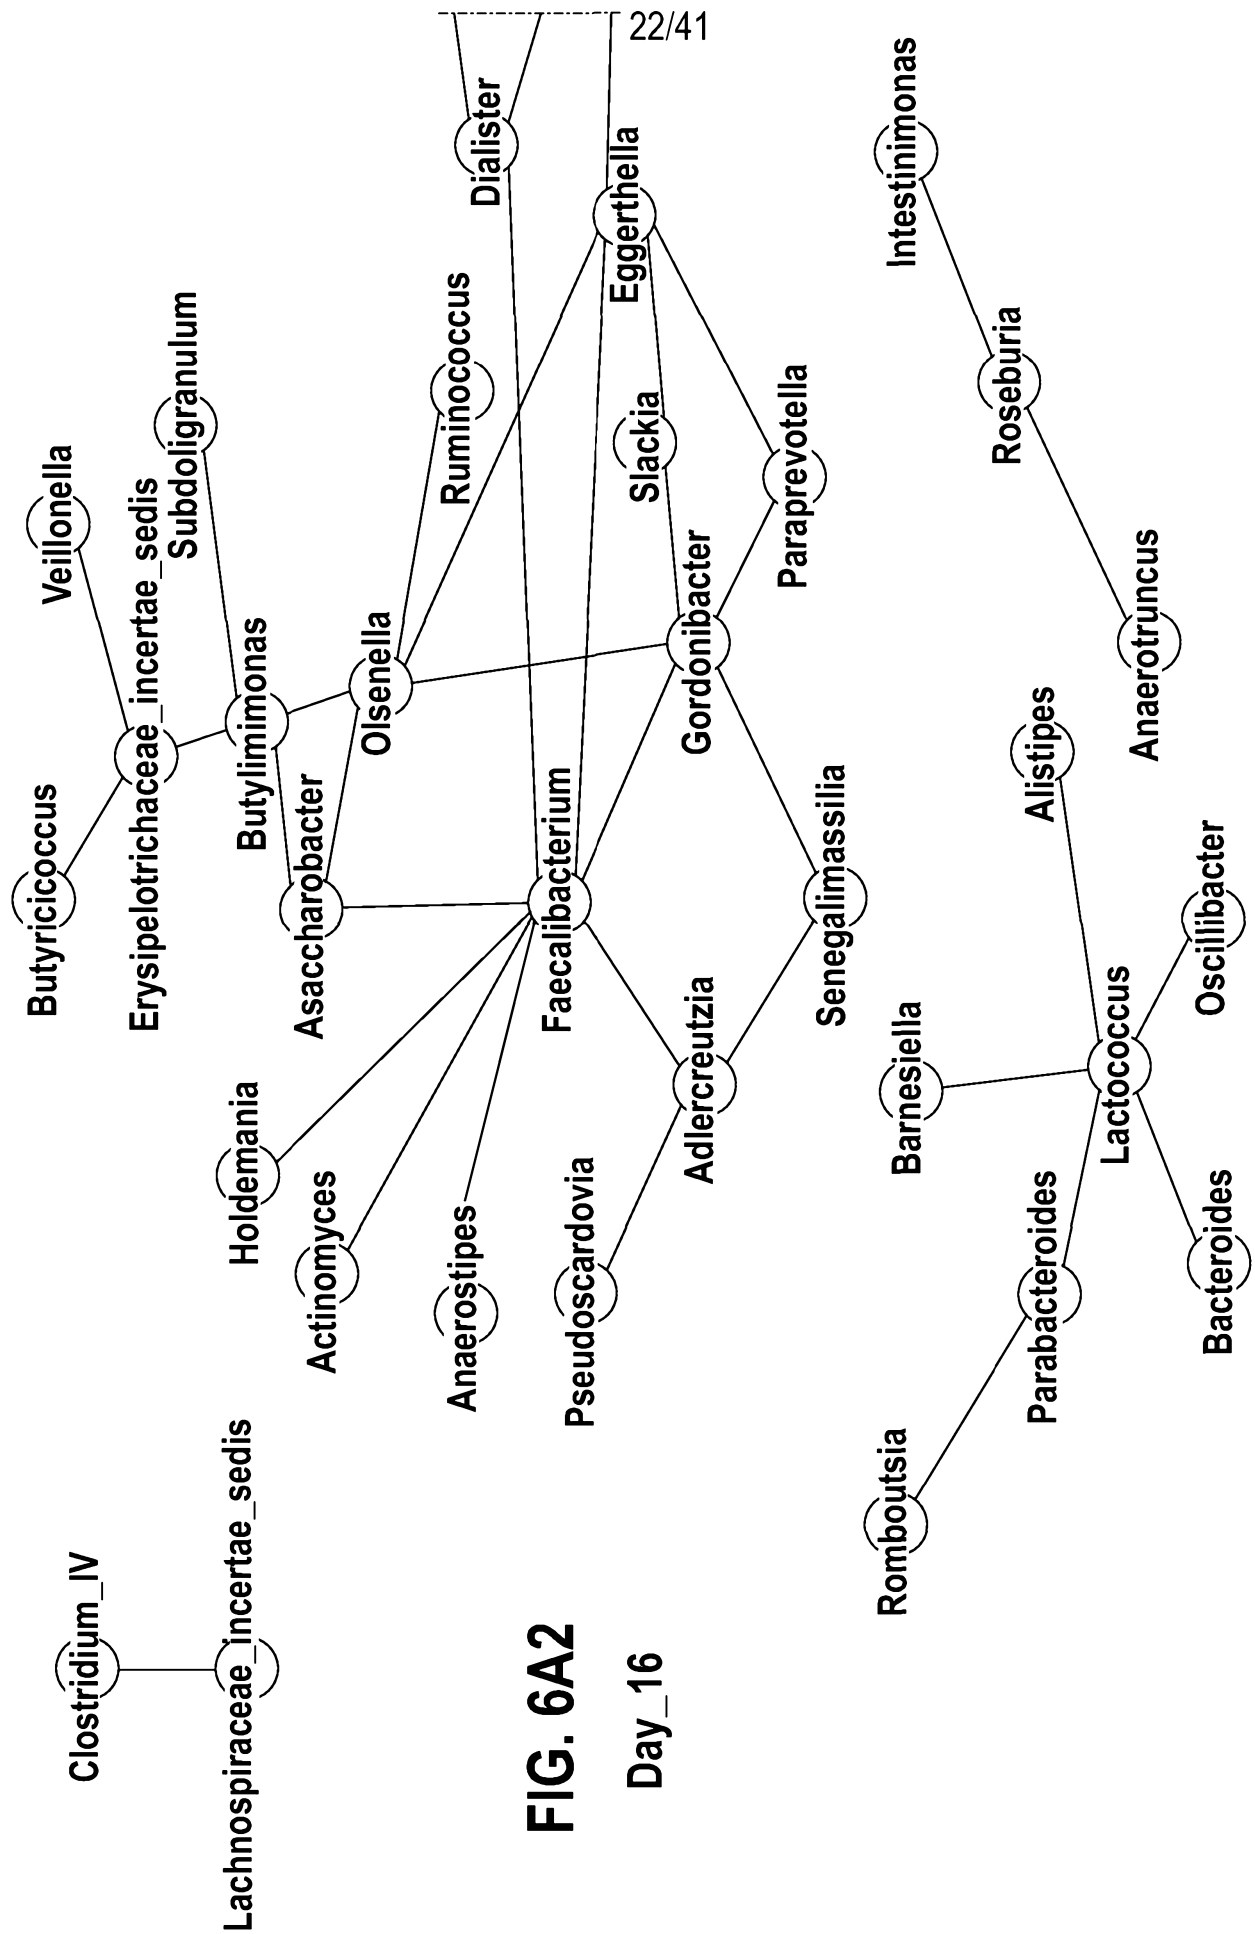 22/41
Clostridium_IV
Lachnospiraceae_incertae_sedis
Butyricicoccus
Veillonella
Erysipelotrichaceae_incertae_sedis
Subdoligranulum
Butylimimonas
Asaccharobacter
Olsenella
Ruminococcus
Dialister
Holdemania
Actinomyces
Anaerostipes
Faecalibacterium
Eggerthella
Slackia
Pseudoscardovia
Adlercreutzia
Gordonibacter
Paraprevotella
Senegalimassilia
Romboutsia
Barnesiella
Intestinimonas
Parabacteroides
Alistipes
Roseburia
Lactococcus
Anaerotruncus
Bacteroides
Oscillibacter
FIG. 6A2
Day_16